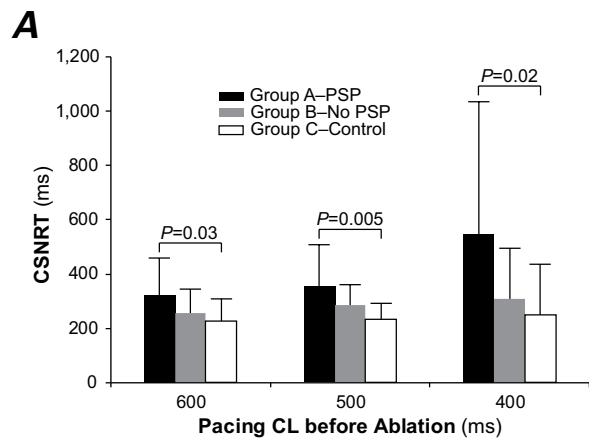 A
1,200
1,000
800
600
400
200
0
CSNRT (ms)
Group A–PSP
Group B–No PSP
Group C–Control
P=0.03
P=0.005
P=0.02
600
500
400
Pacing CL before Ablation (ms)